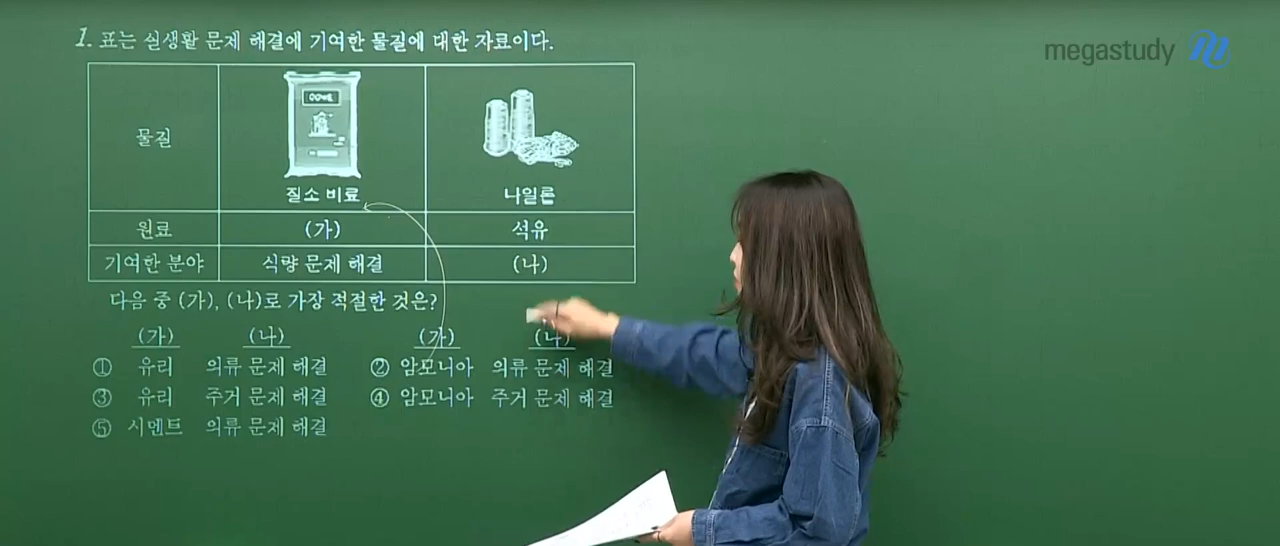 megastudy
1. 표는 실생활 문제 해결에 기여한 물질에 대한 자료이다.
물질 질소 비료 나일론
원료 (가) 석유
기여한 분야 식량 문제 해결 (나)
다음 중 (가), (나)로 가장 적절한 것은?
(가) (나) (가) (나)
① 유리 의류 문제 해결 ② 암모니아 의류 문제 해결
③ 유리 주거 문제 해결 ④ 암모니아 주거 문제 해결
⑤ 시멘트 의류 문제 해결